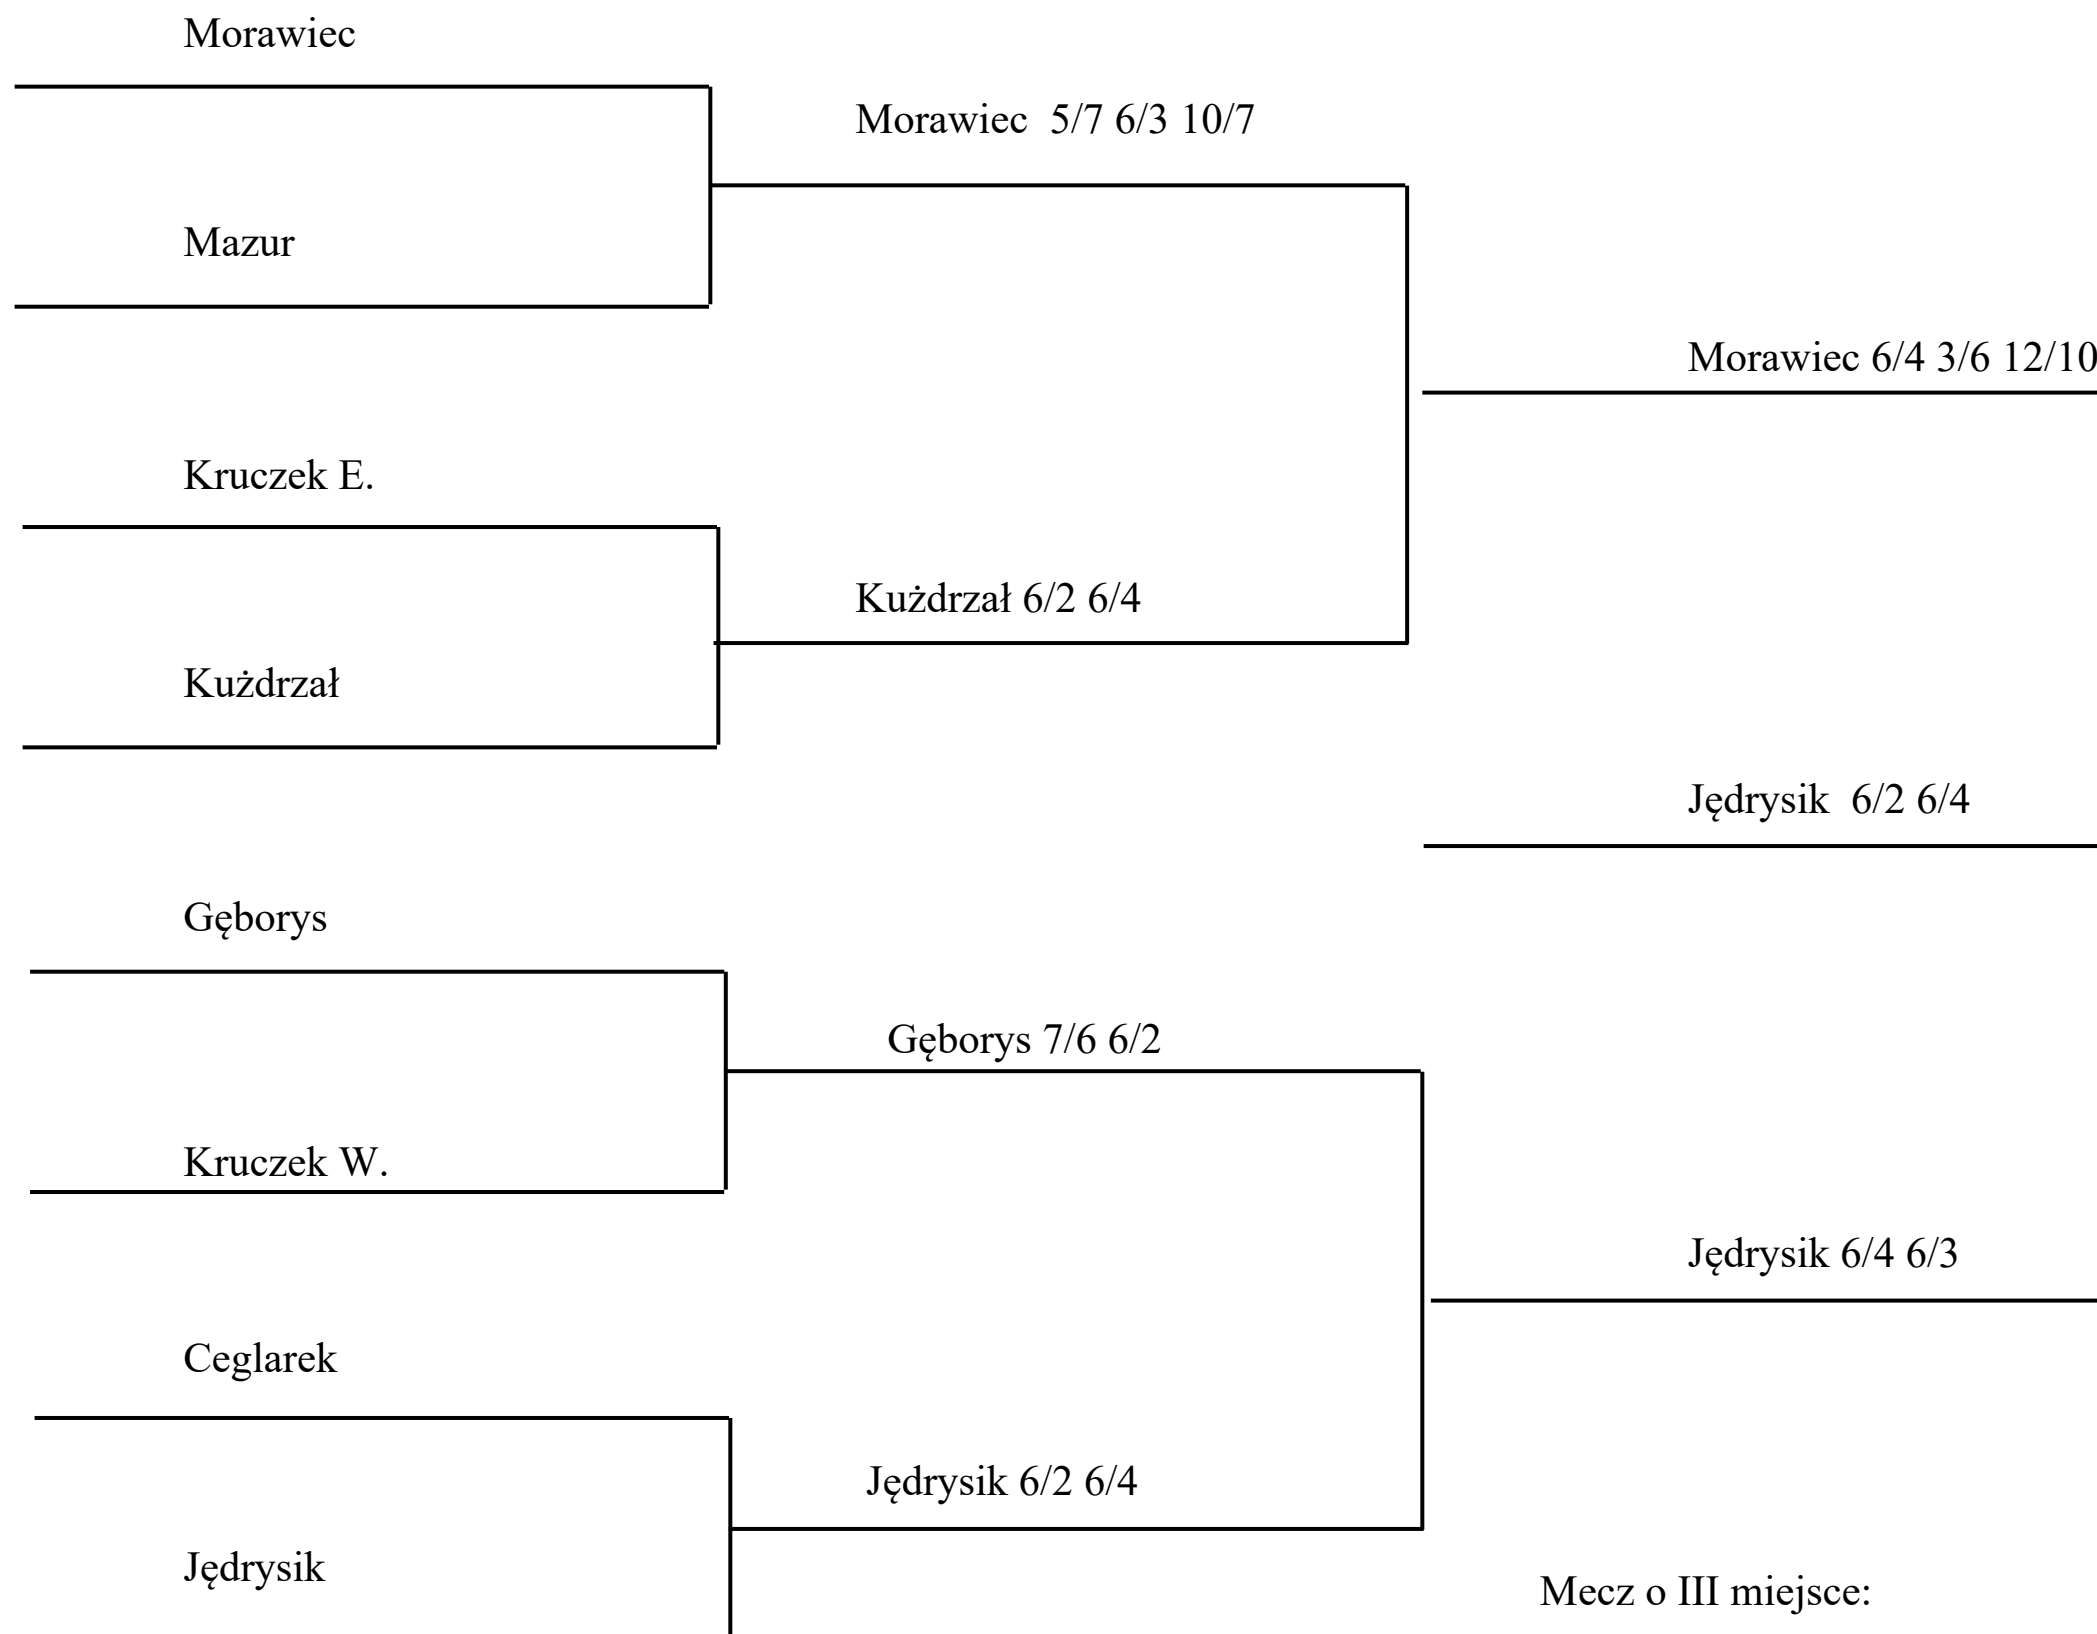 Morawiec
Morawiec 5/7 6/3 10/7
Mazur
Morawiec 6/4 3/6 12/10
Kruczek E.
Kużdrzał 6/2 6/4
Kużdrzał
Jędrysik 6/2 6/4
Gęborys
Gęborys 7/6 6/2
Kruczek W.
Jędrysik 6/4 6/3
Ceglarek
Jędrysik 6/2 6/4
Jędrysik
Mecz o III miejsce: